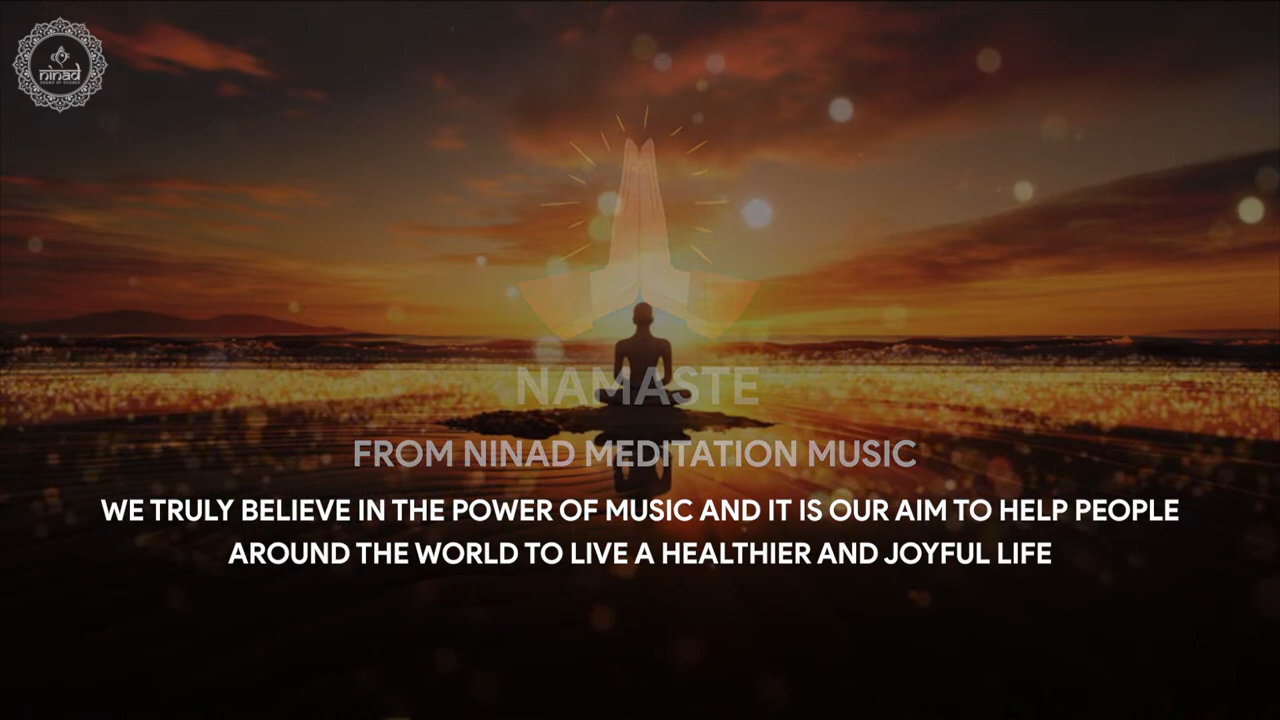 ninad
NAMASTE
FROM NINAD MEDITATION MUSIC
WE TRULY BELIEVE IN THE POWER OF MUSIC AND IT IS OUR AIM TO HELP PEOPLE
AROUND THE WORLD TO LIVE A HEALTHIER AND JOYFUL LIFE